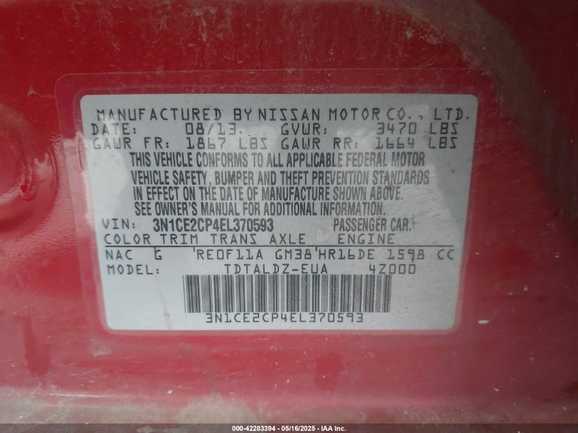 MANUFACTURED BY NISSAN MOTOR CO., LTD.
DATE: 08/13. GVWR: 3470 LBS
GAWR FR: 1867 LBS GAWR RR: 1664 LBS
THIS VEHICLE CONFORMS TO ALL APPLICABLE FEDERAL MOTOR
VEHICLE SAFETY, BUMPER AND THEFT PREVENTION STANDARDS
IN EFFECT ON THE DATE OF MANUFACTURE SHOWN ABOVE.
SEE OWNER'S MANUAL FOR ADDITIONAL INFORMATION.
VIN: 3N1CE2CP4EL370593 PASSENGER CAR
COLOR TRIM TRANS AXLE ENGINE
NAC G RE0F11A GM38 HR16DE 1598 CC
MODEL: TDTALDZ-EUA 4Z000
3N1CE2CP4EL370593
000-42283394 - 05/16/2025 - IAA Inc.